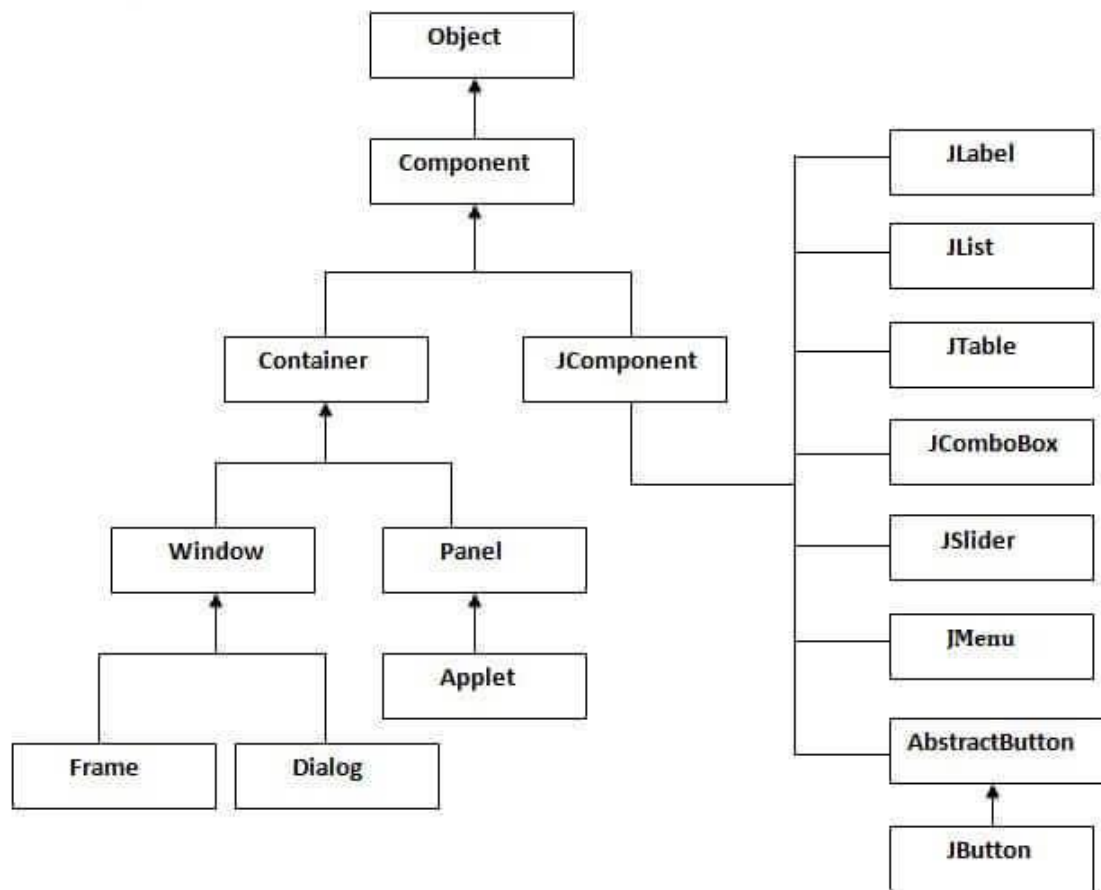 Object
Component
Container
JComponent
Window
Panel
Applet
Frame
Dialog
JLabel
JList
JTable
JComboBox
JSlider
JMenu
AbstractButton
JButton